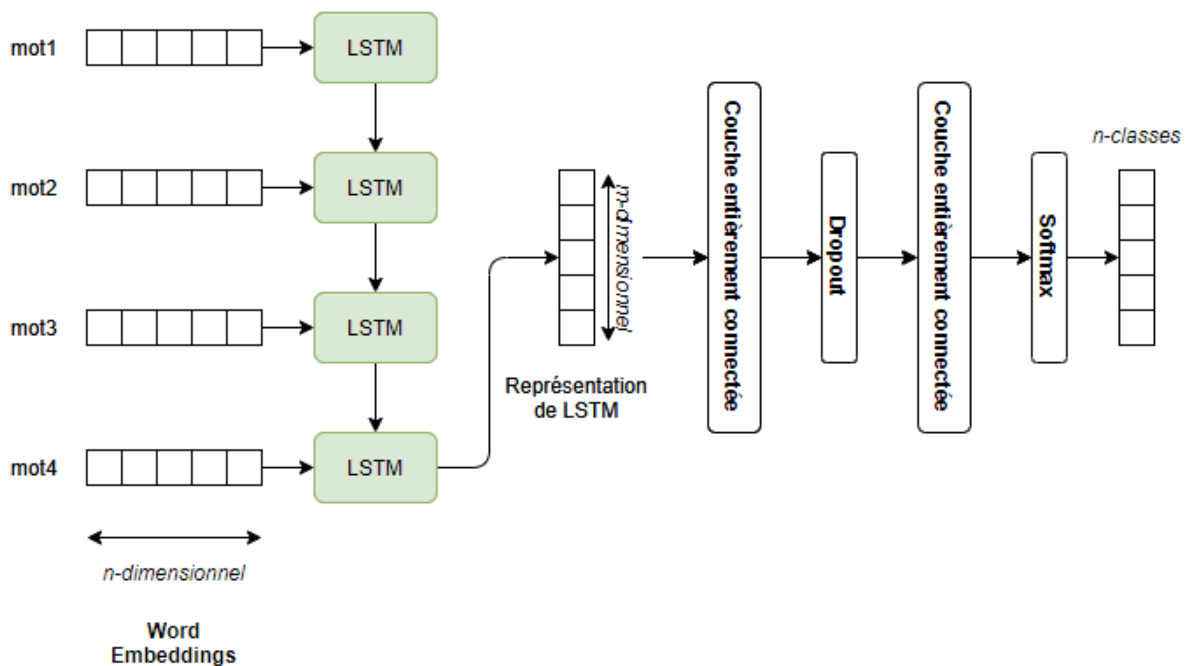 mot1
LSTM
mot2
LSTM
mot3
LSTM
mot4
LSTM
n-dimensionnel
Word
Embeddings
m-dimensionnel
Représentation
de LSTM
Couche entièrement connectée
Dropout
Couche entièrement connectée
Softmax
n-classes